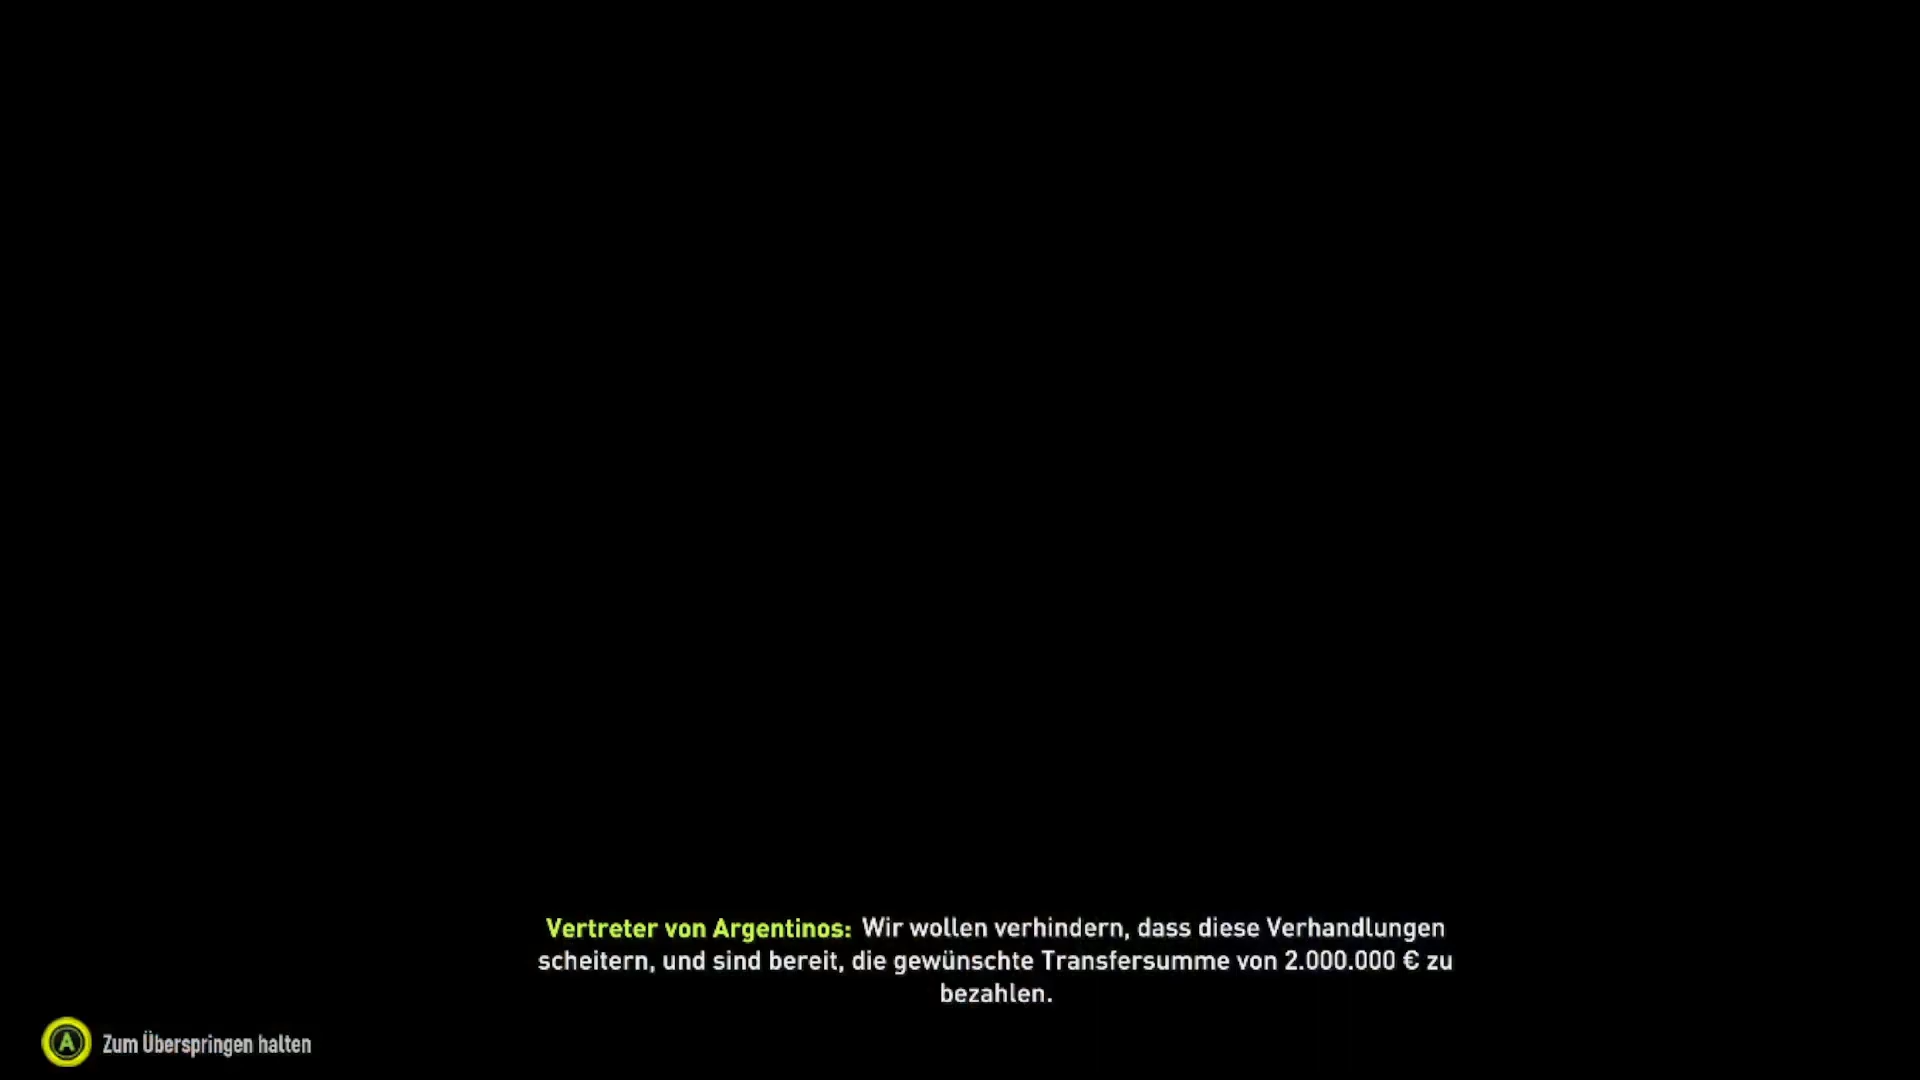 Vertreter von Argentinos: Wir wollen verhindern, dass diese Verhandlungen
scheitern, und sind bereit, die gewünschte Transfersumme von 2.000.000 € zu
bezahlen.
A Zum Überspringen halten